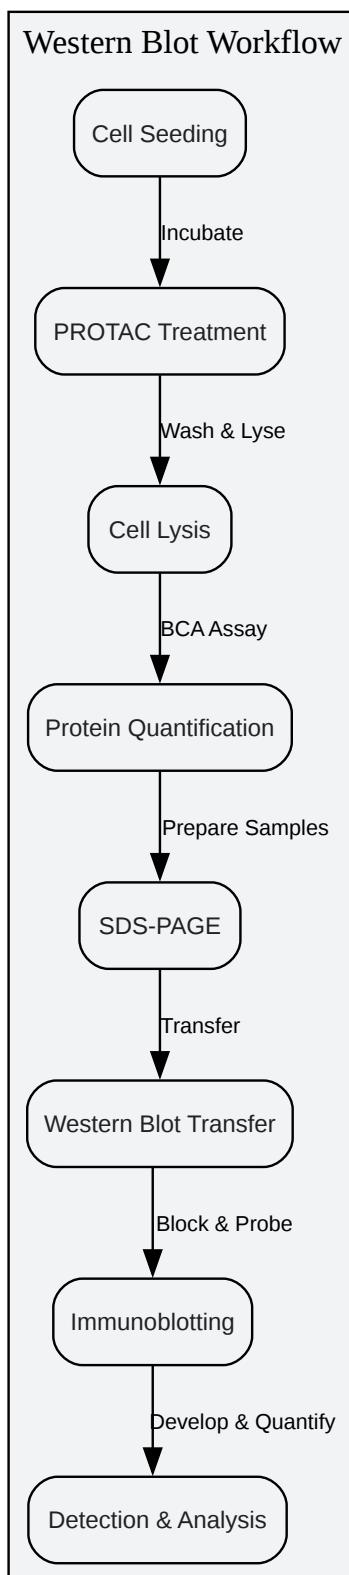 Western Blot Workflow
Cell Seeding
Incubate
PROTAC Treatment
Wash & Lyse
Cell Lysis
BCA Assay
Protein Quantification
Prepare Samples
SDS-PAGE
Transfer
Western Blot Transfer
Block & Probe
Immunoblotting
Develop & Quantify
Detection & Analysis